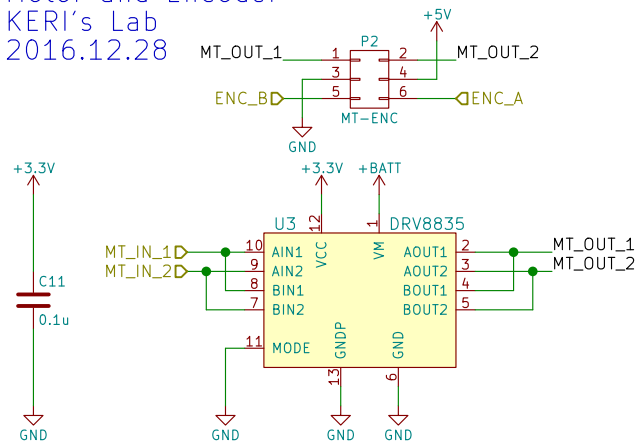 Motor and Encoder
KERI's Lab
2016.12.28
+5V
P2
MT_OUT_1 1 2 MT_OUT_2
3 4
ENC_B 5 6 ENC_A
MT-ENC
GND
+3.3V +3.3V +BATT
U3 DRV8835
12 1
VCC VM
MT_IN_1 10 AIN1 AOUT1 2 MT_OUT_1
MT_IN_2 9 AIN2 AOUT2 3 MT_OUT_2
C11 8 BIN1 BOUT1 4
0.1u 7 BIN2 BOUT2 5
11 MODE GNDP GND
13 6
GND GND GND GND